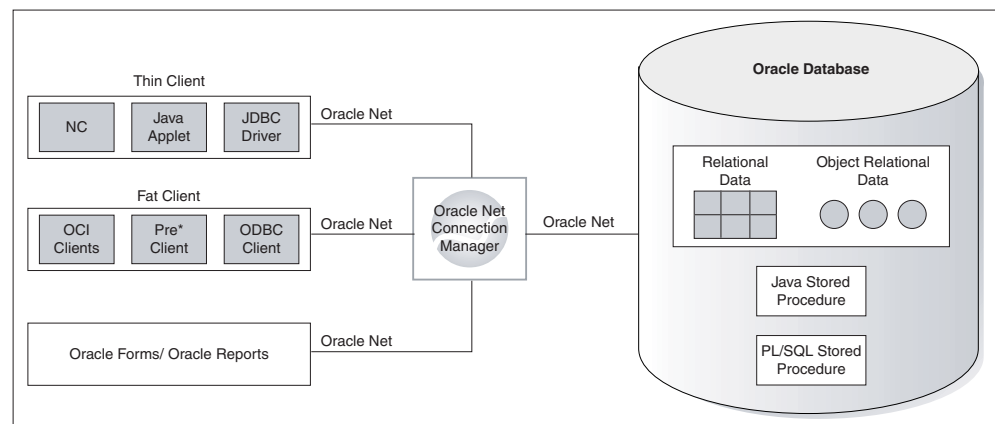 Thin Client
NC
Java
Applet
JDBC
Driver
Oracle Net
Fat Client
OCI
Clients
Pre*
Client
ODBC
Client
Oracle Net
Oracle Forms/ Oracle Reports
Oracle Net
Oracle Net
Connection
Manager
Oracle Net
Oracle Database
Relational
Data
Object Relational
Data
Java Stored
Procedure
PL/SQL Stored
Procedure